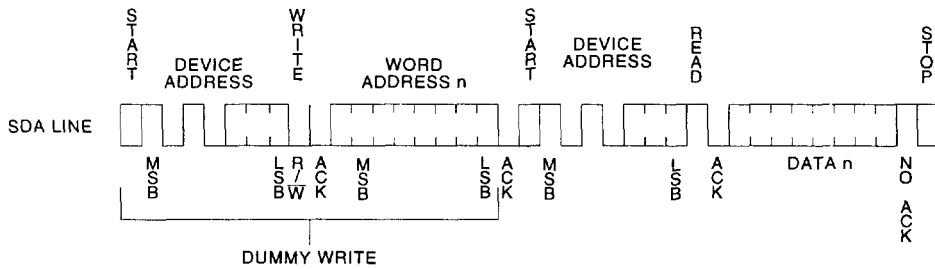 START
WRITE
START
READ
STOP
DEVICE
ADDRESS
WORD
ADDRESS n
DEVICE
ADDRESS
SDA LINE
MSB
LSB
R/W
ACK
MSB
LSB
ACK
MSB
LSB
ACK
DATA n
NO ACK
DUMMY WRITE